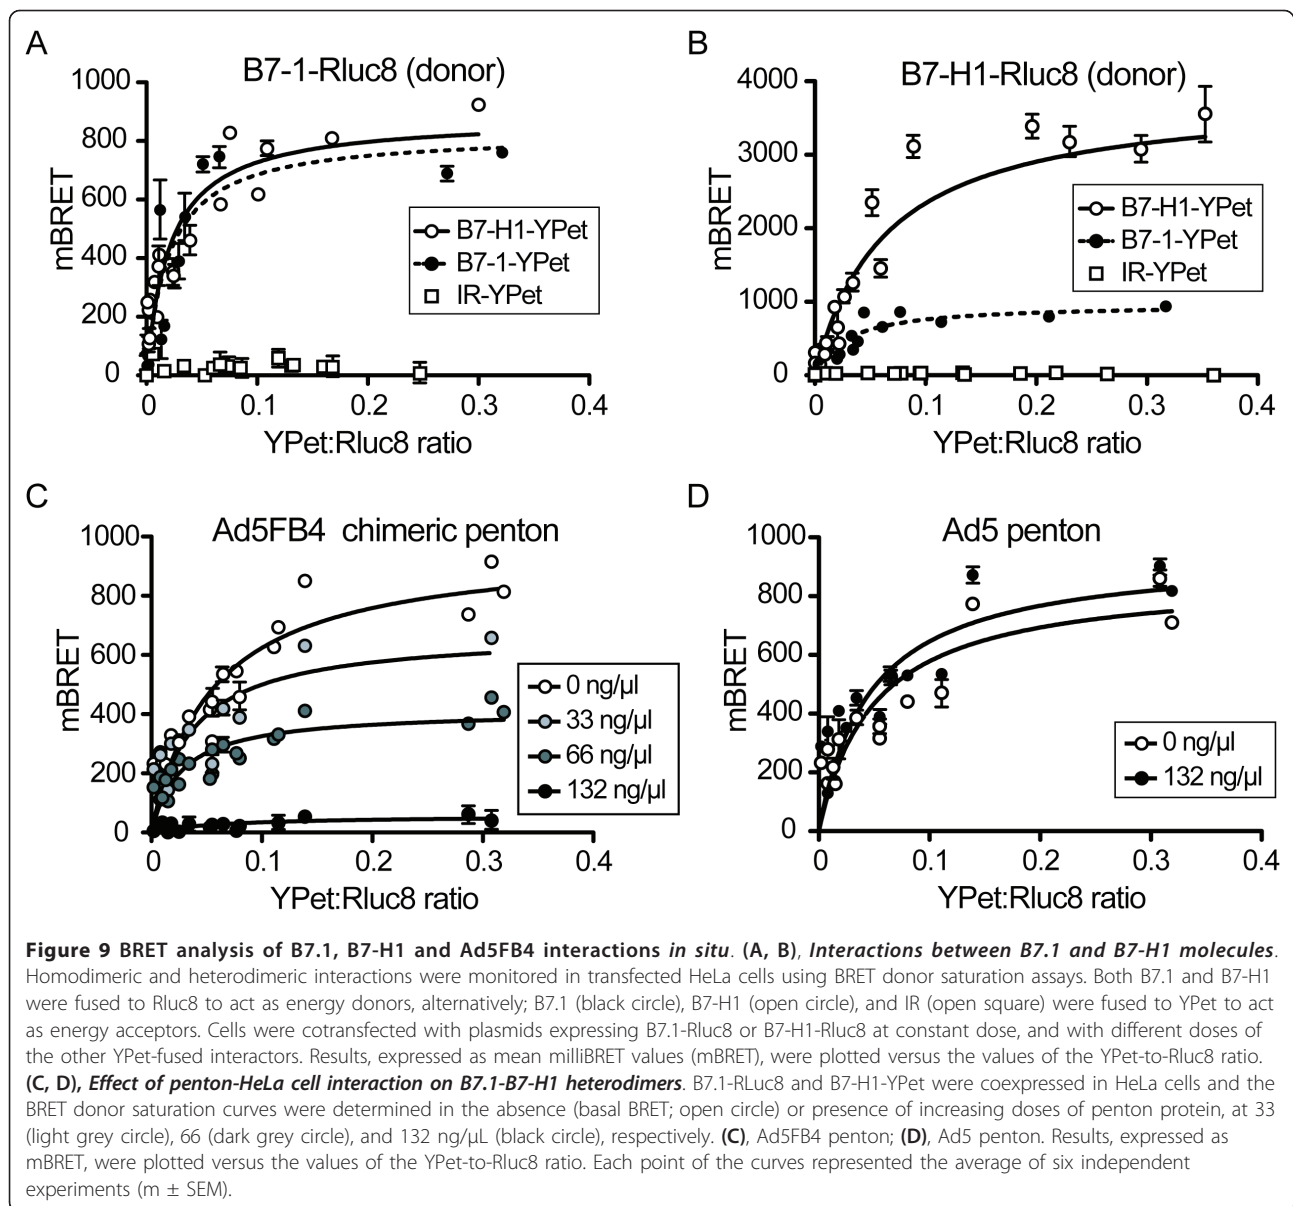 A
B7-1-Rluc8 (donor)
1000
800
600
400
200
0
mBRET
B7-H1-YPet
B7-1-YPet
IR-YPet
0 0.1 0.2 0.3 0.4
YPet:Rluc8 ratio
B
B7-H1-Rluc8 (donor)
4000
3000
2000
1000
0
mBRET
B7-H1-YPet
B7-1-YPet
IR-YPet
0 0.1 0.2 0.3 0.4
YPet:Rluc8 ratio
C
Ad5FB4 chimeric penton
1000
800
600
400
200
0
mBRET
0 ng/µl
33 ng/µl
66 ng/µl
132 ng/µl
0 0.1 0.2 0.3 0.4
YPet:Rluc8 ratio
D
Ad5 penton
1000
800
600
400
200
0
mBRET
0 ng/µl
132 ng/µl
0 0.1 0.2 0.3 0.4
YPet:Rluc8 ratio
Figure 9 BRET analysis of B7.1, B7-H1 and Ad5FB4 interactions in situ. (A, B), Interactions between B7.1 and B7-H1 molecules.
Homodimeric and heterodimeric interactions were monitored in transfected HeLa cells using BRET donor saturation assays. Both B7.1 and B7-H1
were fused to Rluc8 to act as energy donors, alternatively; B7.1 (black circle), B7-H1 (open circle), and IR (open square) were fused to YPet to act
as energy acceptors. Cells were cotransfected with plasmids expressing B7.1-Rluc8 or B7-H1-Rluc8 at constant dose, and with different doses of
the other YPet-fused interactors. Results, expressed as mean milliBRET values (mBRET), were plotted versus the values of the YPet-to-Rluc8 ratio.
(C, D), Effect of penton-HeLa cell interaction on B7.1-B7-H1 heterodimers. B7.1-RLuc8 and B7-H1-YPet were coexpressed in HeLa cells and the
BRET donor saturation curves were determined in the absence (basal BRET; open circle) or presence of increasing doses of penton protein, at 33
(light grey circle), 66 (dark grey circle), and 132 ng/µL (black circle), respectively. (C), Ad5FB4 penton; (D), Ad5 penton. Results, expressed as
mBRET, were plotted versus the values of the YPet-to-Rluc8 ratio. Each point of the curves represented the average of six independent
experiments (m ± SEM).